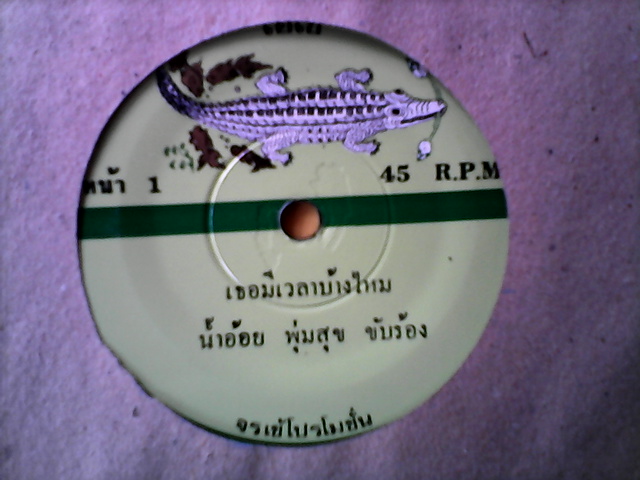 หน้า 1
45 R.P.M
เธอมีเวลาบ้างไหม
น้ำอ้อย พุ่มสุข ขับร้อง
จรเข้โปรโมชั่น